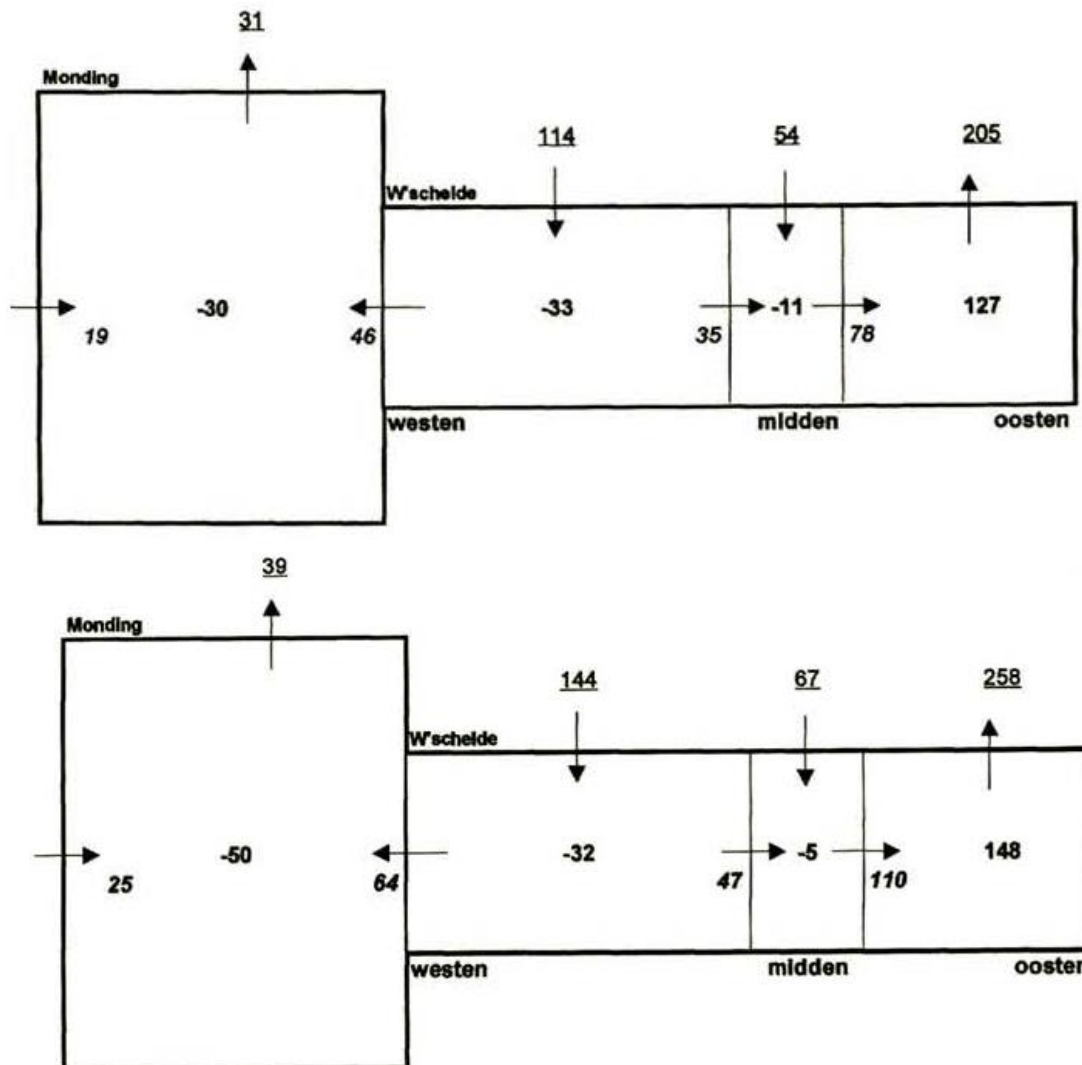 31
Monding
114 54 205
W'schelde
-30 -33 -11 127
19 46 35 78
westen midden oosten
39
Monding
144 67 258
W'schelde
-50 -32 -5 148
25 64 47 110
westen midden oosten